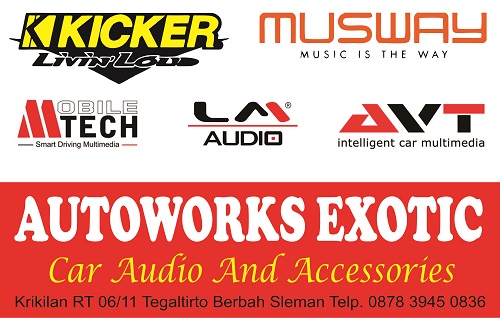 KICKER
Livin' Loud
MUSWAY
MUSIC IS THE WAY
MOBILE
TECH
Smart Driving Multimedia
LM®
AUDIO
AVT
intelligent car multimedia
AUTOWORKS EXOTIC
Car Audio And Accessories
Krikilan RT 06/11 Tegaltirto Berbah Sleman Telp. 0878 3945 0836